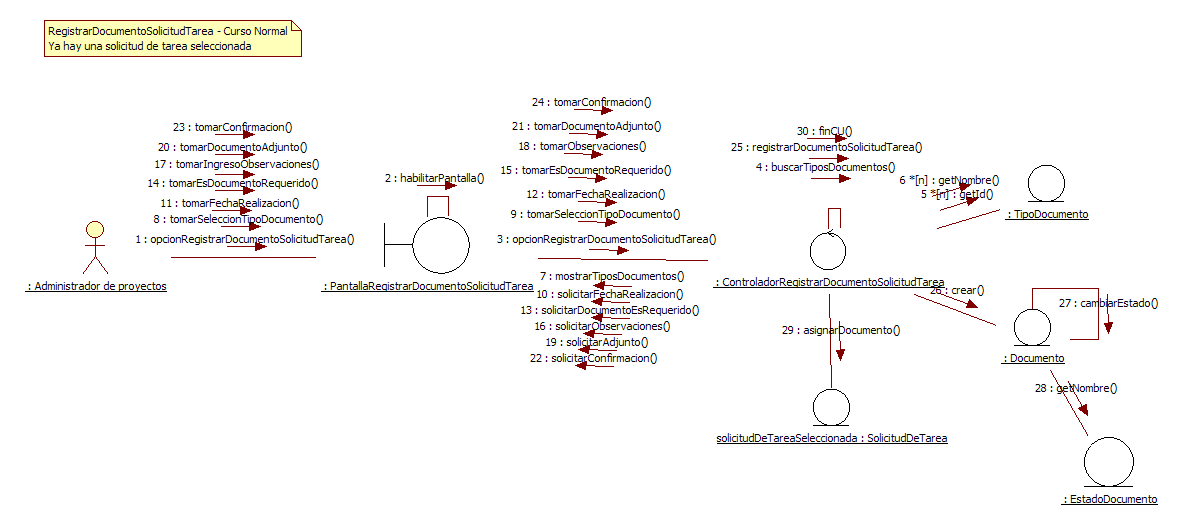 RegistrarDocumentoSolicitudTarea - Curso Normal
Ya hay una solicitud de tarea seleccionada
23 : tomarConfirmacion()
20 : tomarDocumentoAdjunto()
17 : tomarIngresoObservaciones()
14 : tomarEsDocumentoRequerido()
11 : tomarFechaRealizacion()
8 : tomarSeleccionTipoDocumento()
1 : opcionRegistrarDocumentoSolicitudTarea()
: Administrador de proyectos
2 : habilitarPantalla()
: PantallaRegistrarDocumentoSolicitudTarea
24 : tomarConfirmacion()
21 : tomarDocumentoAdjunto()
18 : tomarObservaciones()
15 : tomarEsDocumentoRequerido()
12 : tomarFechaRealizacion()
9 : tomarSeleccionTipoDocumento()
3 : opcionRegistrarDocumentoSolicitudTarea()
7 : mostrarTiposDocumentos()
10 : solicitarFechaRealizacion()
13 : solicitarDocumentoEsRequerido()
16 : solicitarObservaciones()
19 : solicitarAdjunto()
22 : solicitarConfirmacion()
30 : finCU()
25 : registrarDocumentoSolicitudTarea()
4 : buscarTiposDocumentos()
: ControladorRegistrarDocumentoSolicitudTarea
6 *[n] : getNombre()
5 *[n] : getId()
: TipoDocumento
26 : crear()
27 : cambiarEstado()
: Documento
29 : asignarDocumento()
28 : getNombre()
solicitudDeTareaSeleccionada : SolicitudDeTarea
: EstadoDocumento